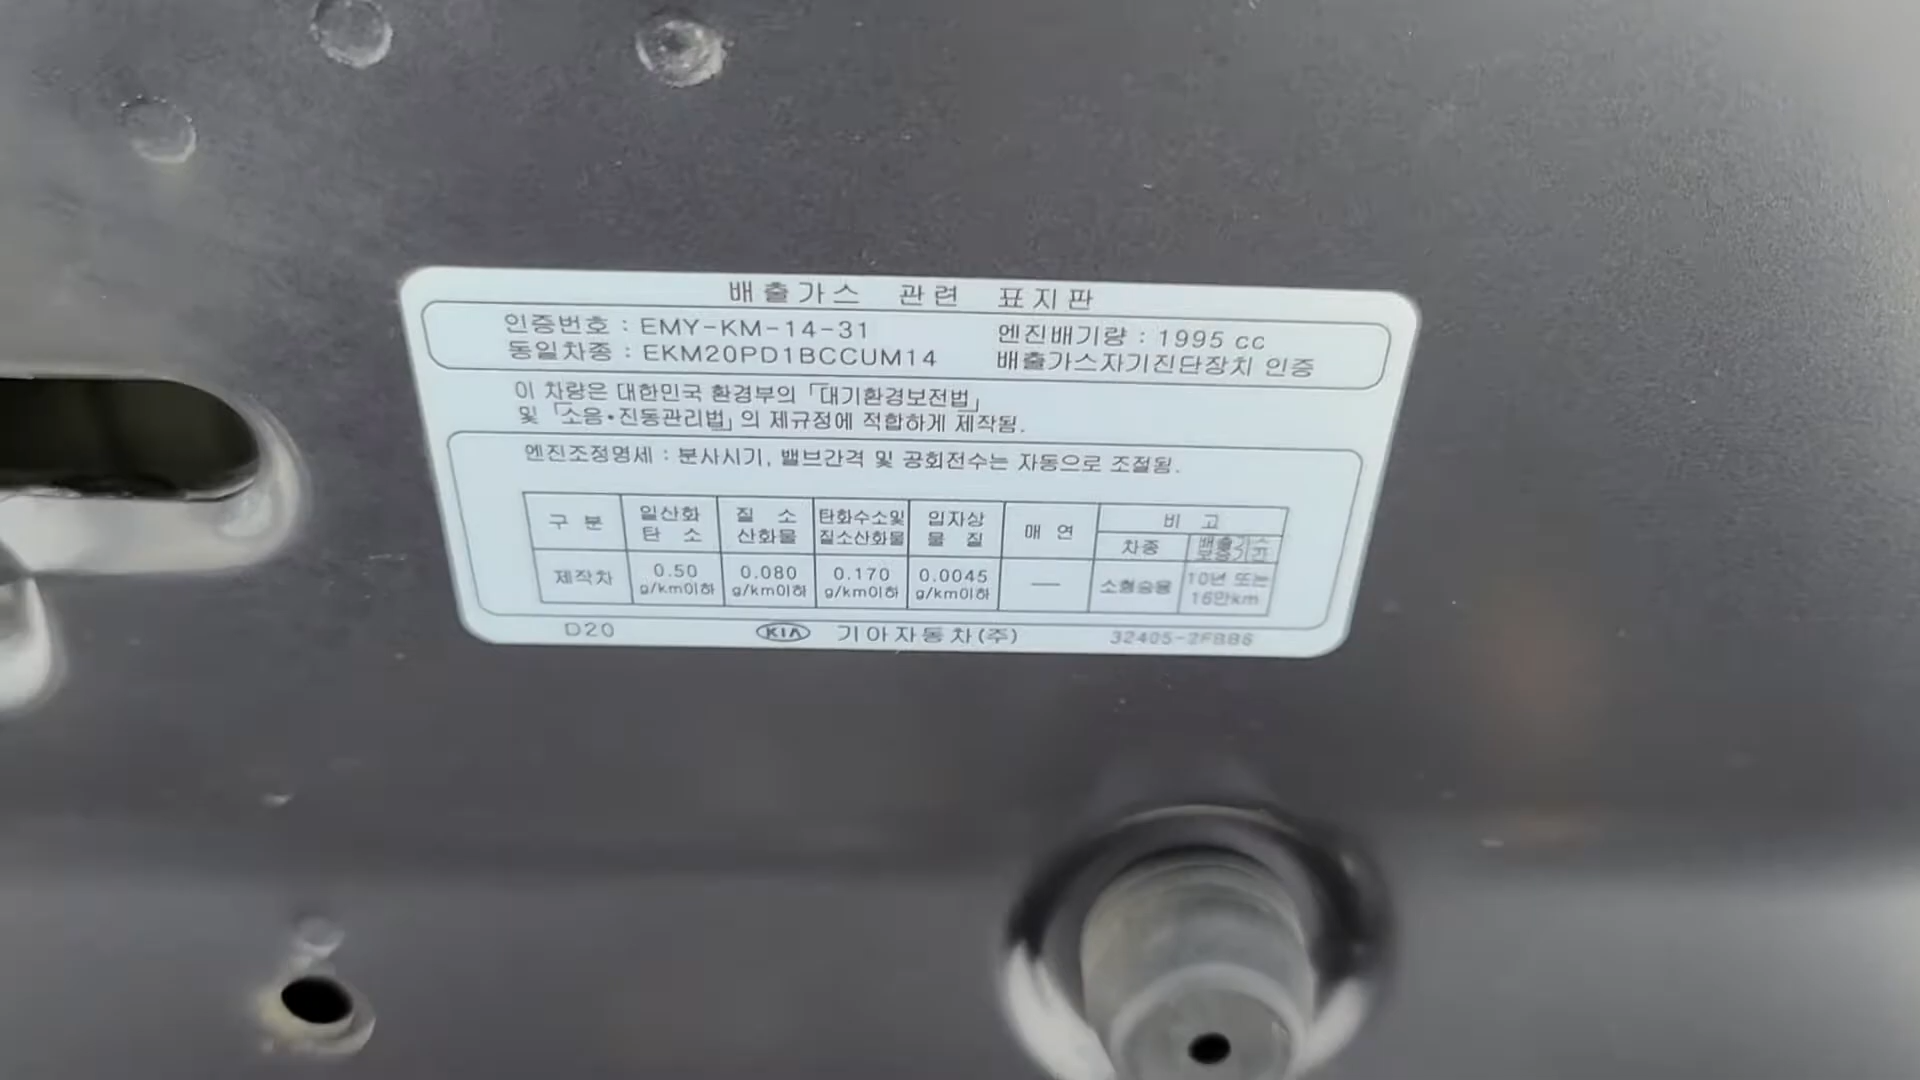 배출가스 관련 표지판
인증번호 : EMY-KM-14-31 엔진배기량 : 1995 cc
동일차종 : EKM20PD1BCCUM14 배출가스자기진단장치 인증
이 차량은 대한민국 환경부의 「대기환경보전법」
및 「소음•진동관리법」의 제규정에 적합하게 제작됨.
엔진조정명세 : 분사시기, 밸브간격 및 공회전수는 자동으로 조절됨.
구 분 일산화 탄 소 질 소 산화물 탄화수소및 질소산화물 입자상 물 질 매 연 비 고
차종 배출가스 보증기간
제작차 0.50 g/km이하 0.080 g/km이하 0.170 g/km이하 0.0045 g/km이하 — 소형승용 10년 또는 16만km
D20 KIA 기아자동차(주)